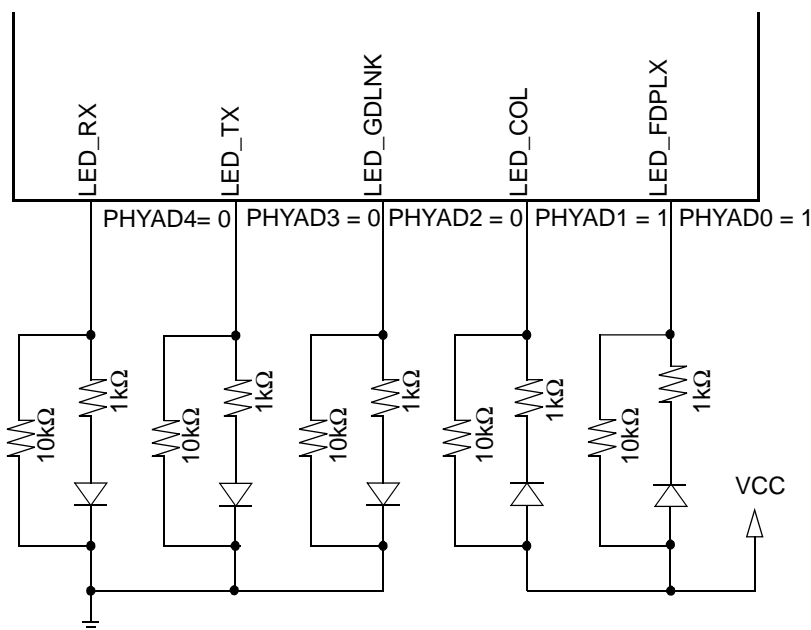 LED_RX
LED_TX
LED_GDLNK
LED_COL
LED_FDPLX
PHYAD4= 0
PHYAD3 = 0
PHYAD2 = 0
PHYAD1 = 1
PHYAD0 = 1
10kΩ
1kΩ
10kΩ
1kΩ
10kΩ
1kΩ
10kΩ
1kΩ
10kΩ
1kΩ
VCC